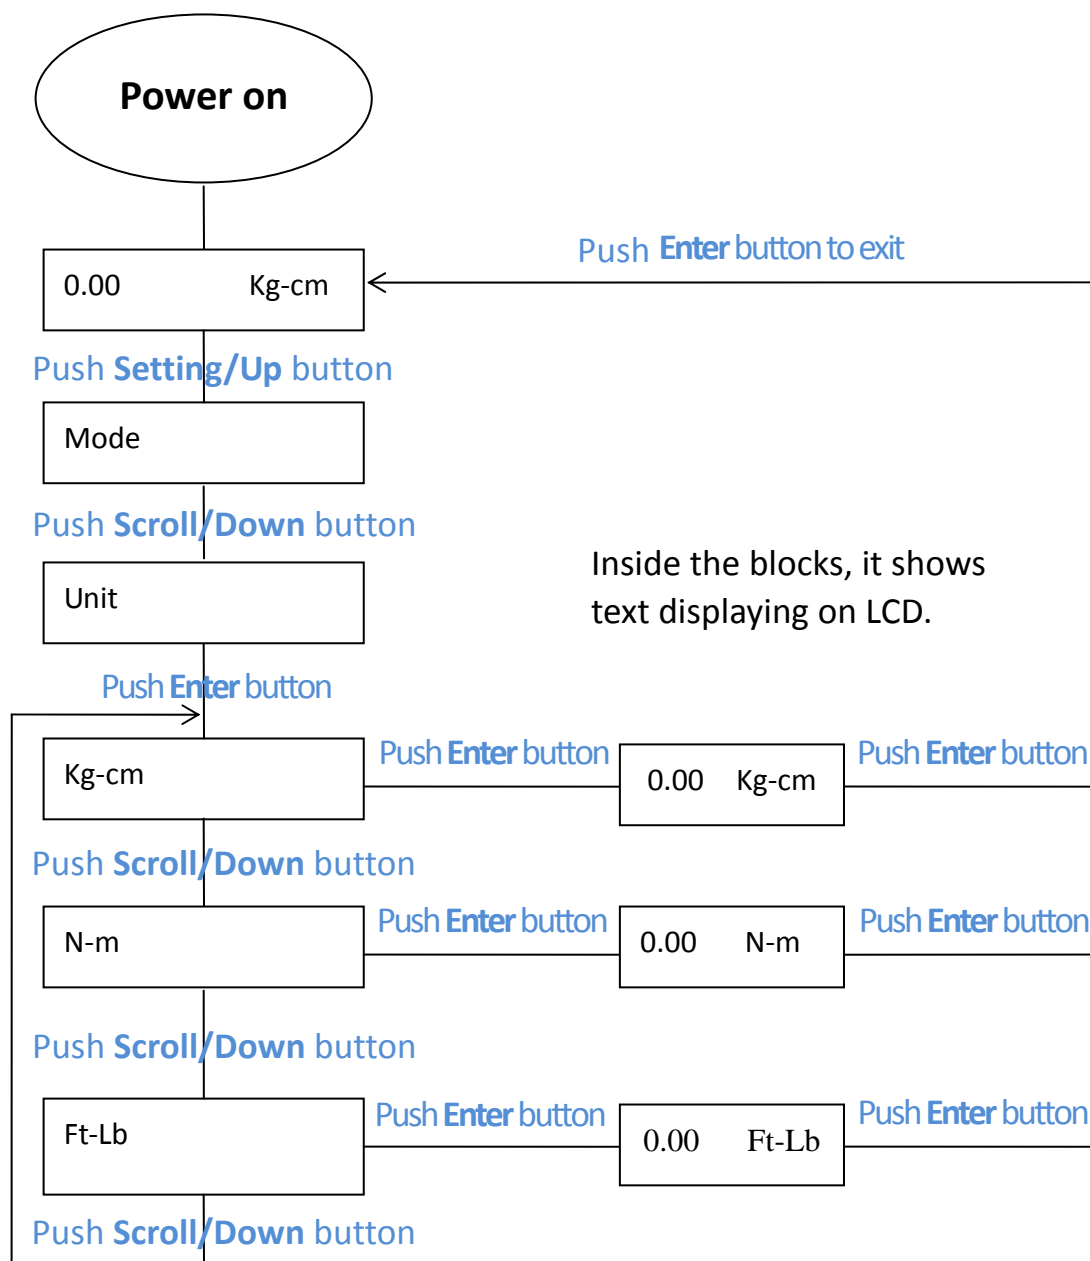 Power on
Push Enter button to exit
0.00 Kg-cm
Push Setting/Up button
Mode
Push Scroll/Down button
Inside the blocks, it shows
text displaying on LCD.
Unit
Push Enter button
Kg-cm
Push Enter button
0.00 Kg-cm
Push Enter button
Push Scroll/Down button
N-m
Push Enter button
0.00 N-m
Push Enter button
Push Scroll/Down button
Ft-Lb
Push Enter button
0.00 Ft-Lb
Push Enter button
Push Scroll/Down button